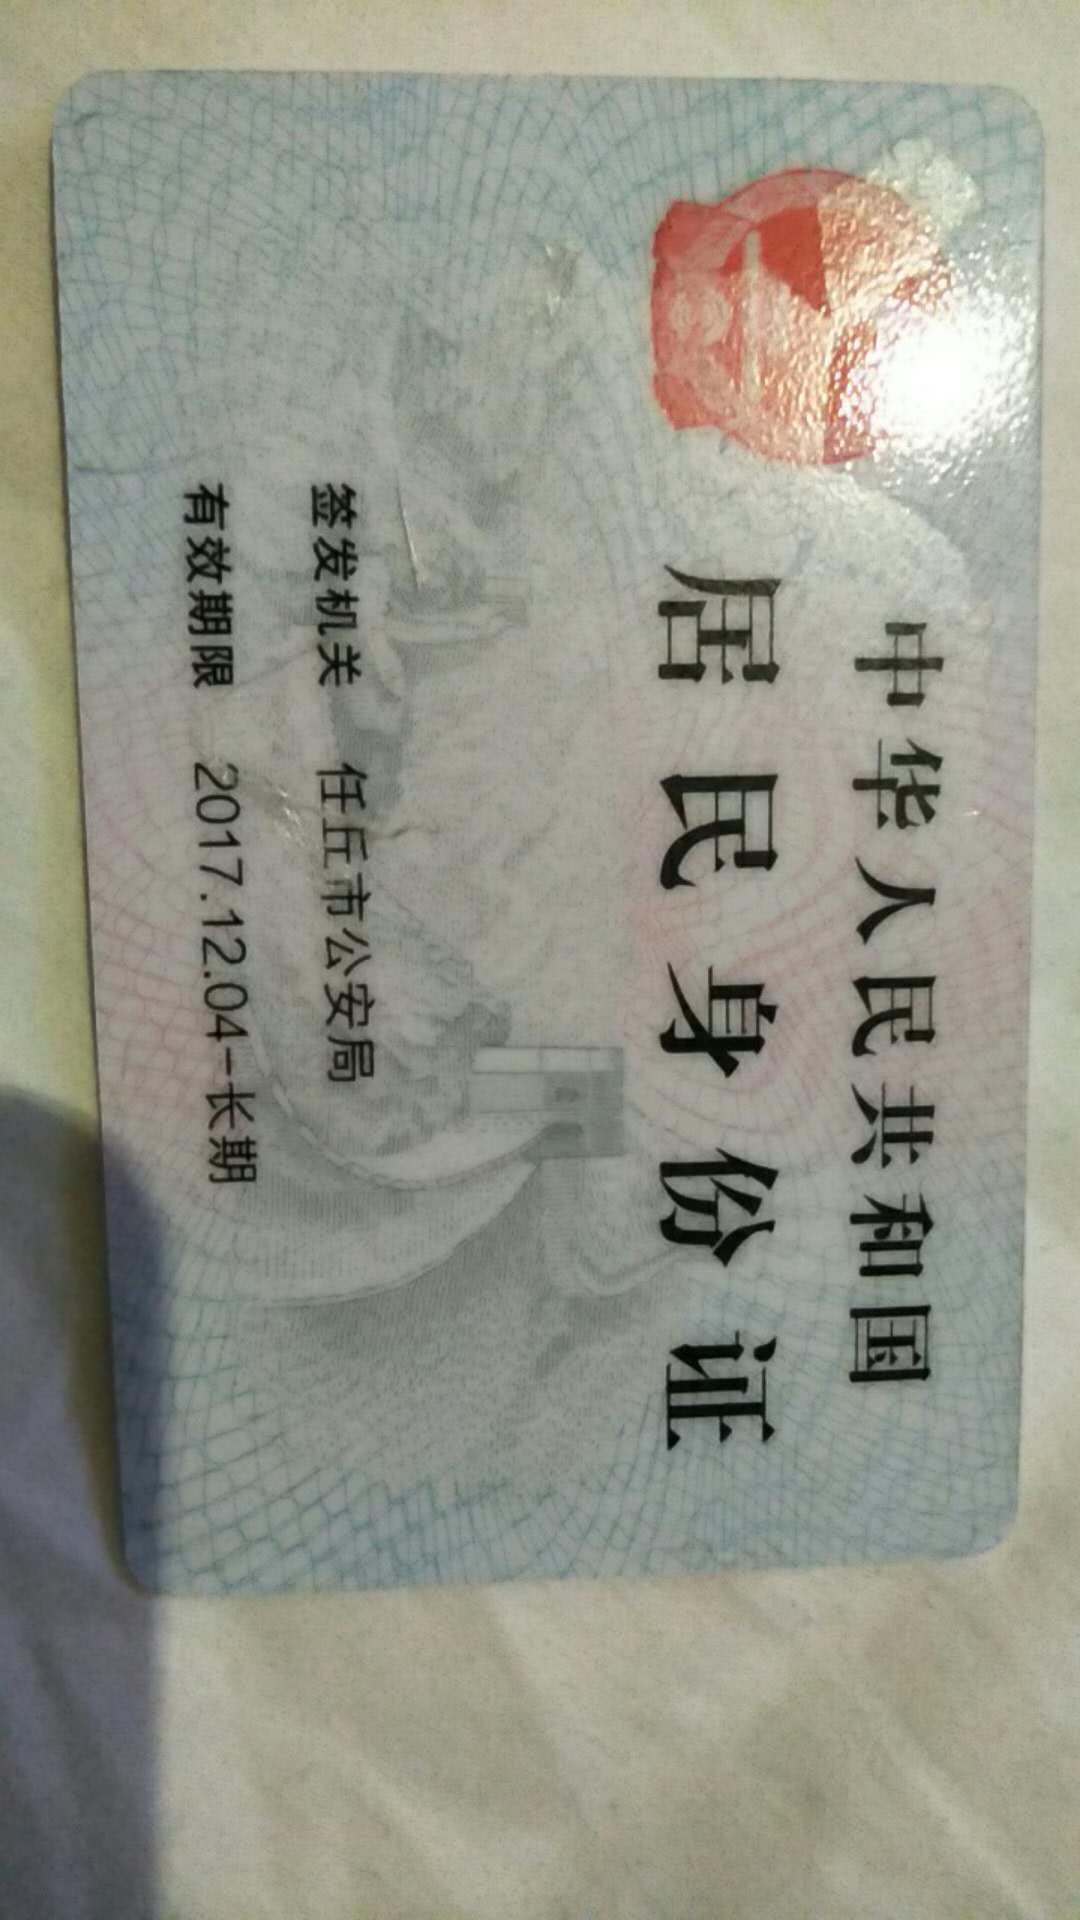 中华人民共和国
居民身份证
签发机关 任丘市公安局
有效期限 2017.12.04-长期